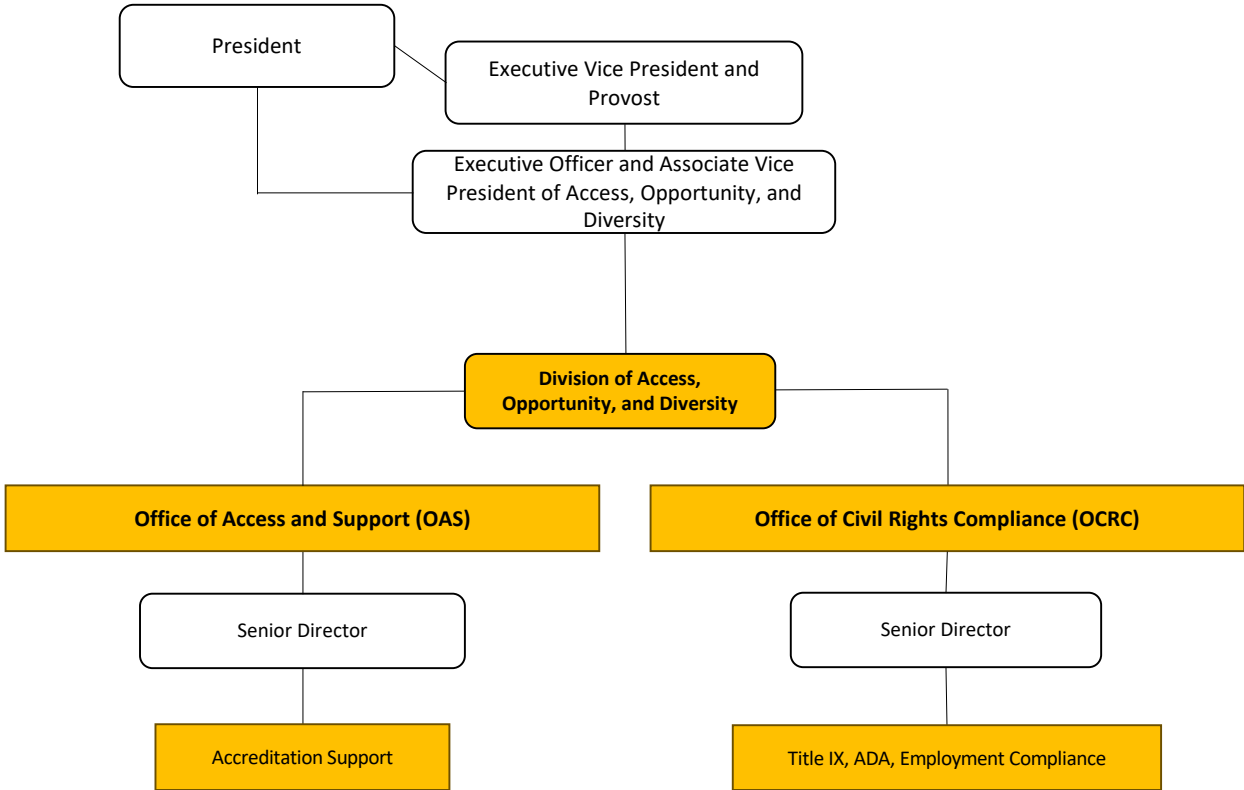 President
Executive Vice President and
Provost
Executive Officer and Associate Vice
President of Access, Opportunity, and
Diversity
Division of Access,
Opportunity, and Diversity
Office of Access and Support (OAS)
Office of Civil Rights Compliance (OCRC)
Senior Director
Senior Director
Accreditation Support
Title IX, ADA, Employment Compliance